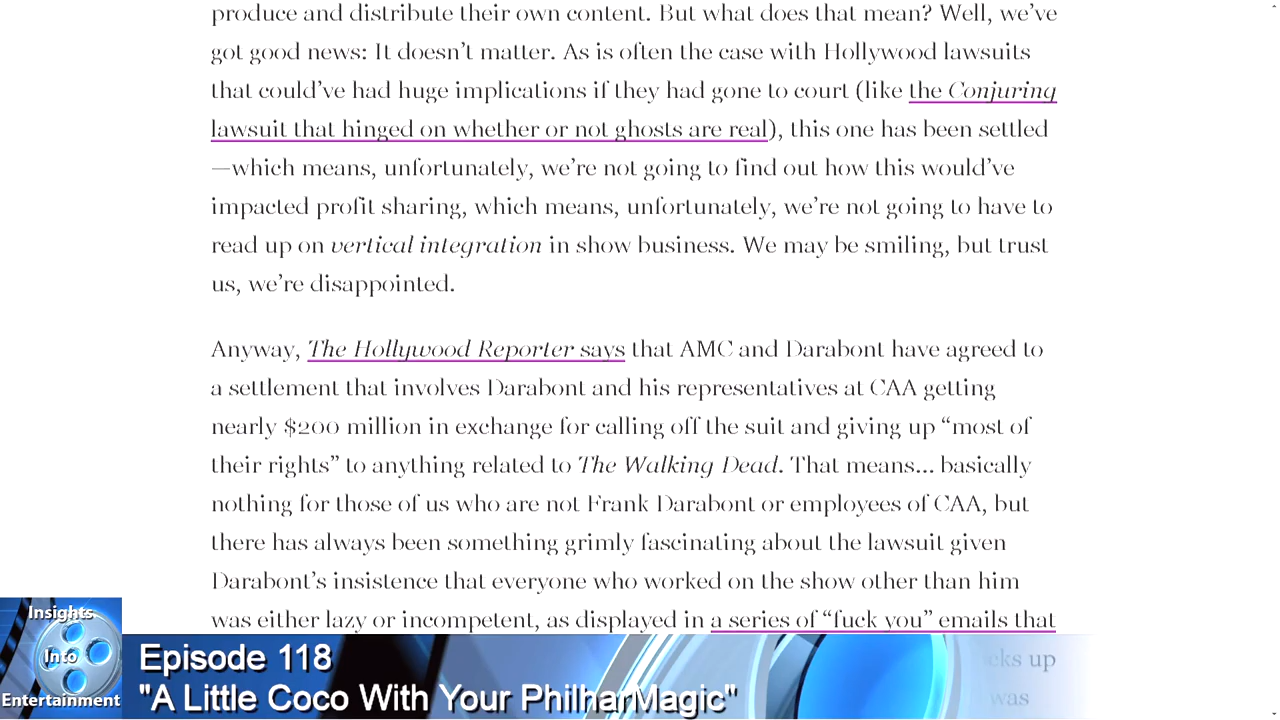 produce and distribute their own content. But what does that mean? Well, we’ve
got good news: It doesn’t matter. As is often the case with Hollywood lawsuits
that could’ve had huge implications if they had gone to court (like the Conjuring
lawsuit that hinged on whether or not ghosts are real), this one has been settled
—which means, unfortunately, we’re not going to find out how this would’ve
impacted profit sharing, which means, unfortunately, we’re not going to have to
read up on vertical integration in show business. We may be smiling, but trust
us, we’re disappointed.
Anyway, The Hollywood Reporter says that AMC and Darabont have agreed to
a settlement that involves Darabont and his representatives at CAA getting
nearly $200 million in exchange for calling off the suit and giving up “most of
their rights” to anything related to The Walking Dead. That means... basically
nothing for those of us who are not Frank Darabont or employees of CAA, but
there has always been something grimly fascinating about the lawsuit given
Darabont’s insistence that everyone who worked on the show other than him
was either lazy or incompetent, as displayed in a series of “fuck you” emails that
up
was
Insights
Into
Entertainment
Episode 118
"A Little Coco With Your PhilharMagic"